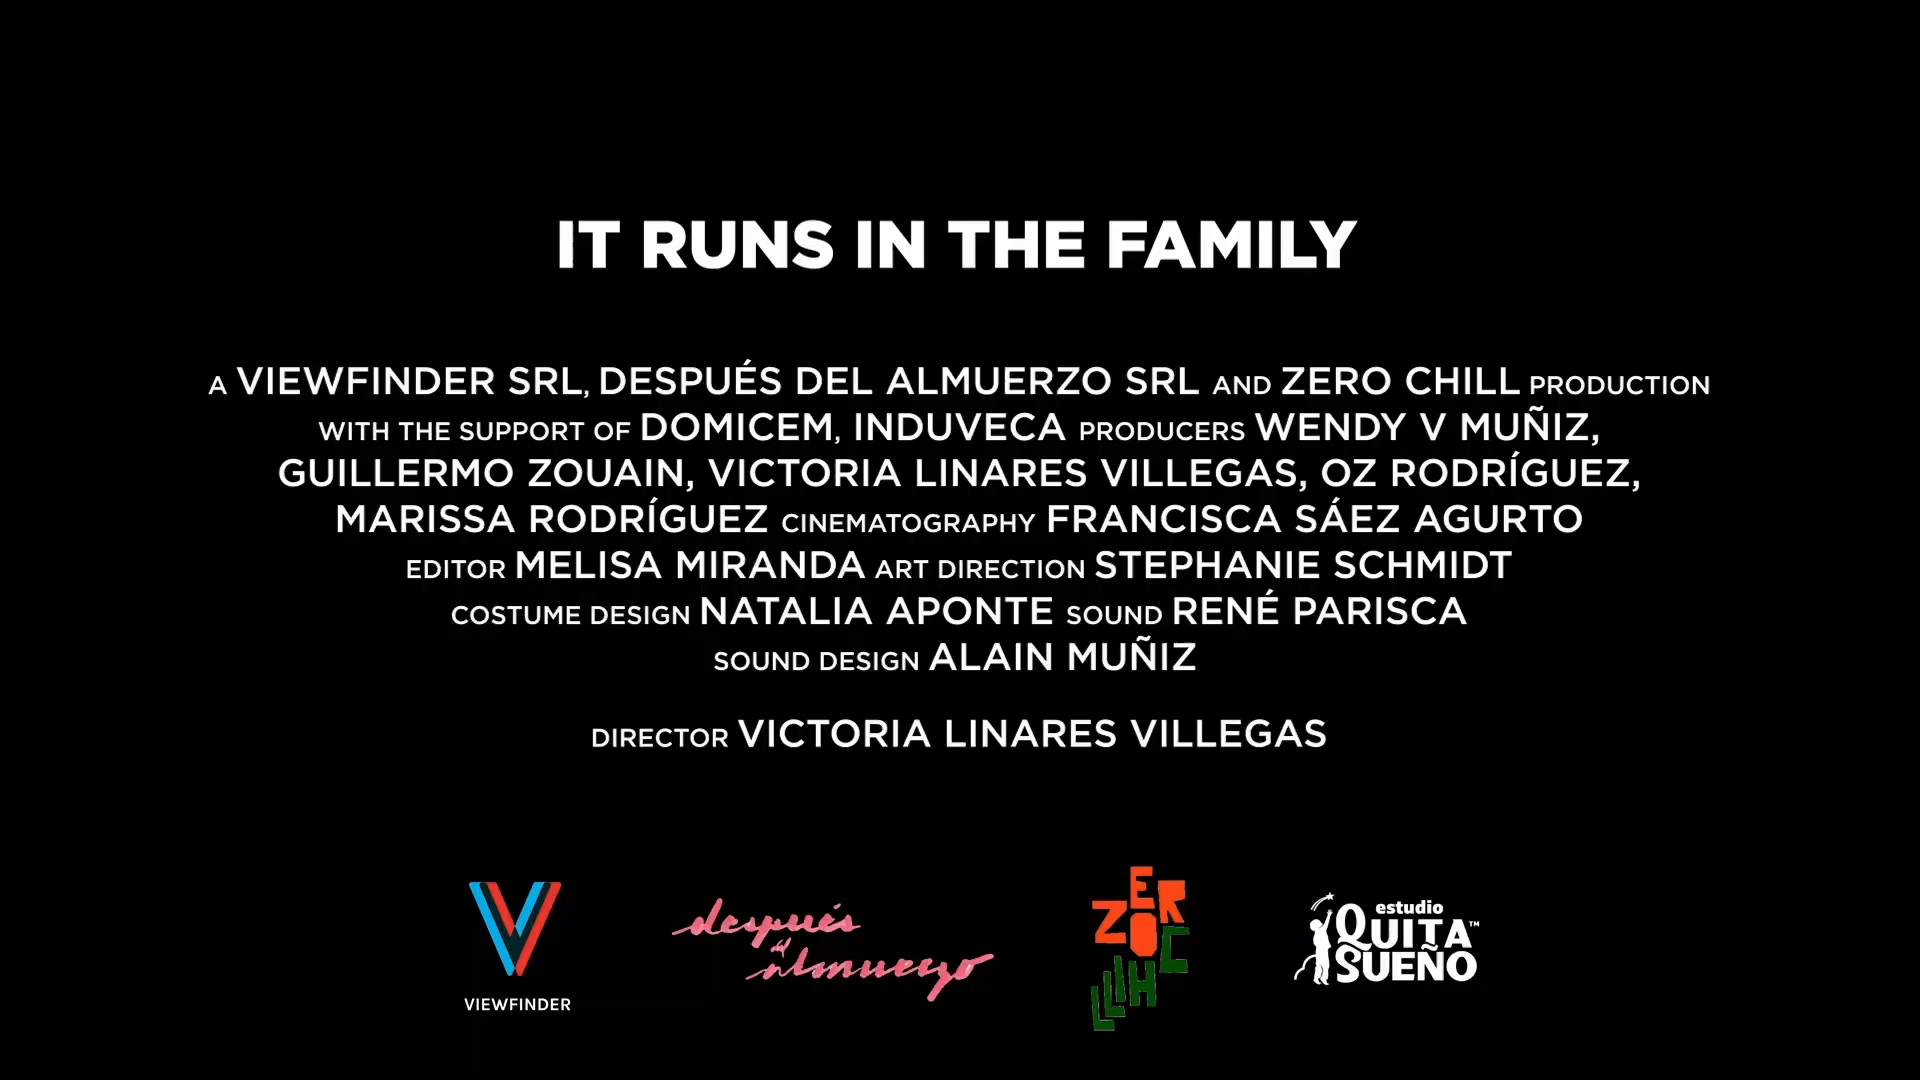 IT RUNS IN THE FAMILY
A VIEWFINDER SRL, DESPUÉS DEL ALMUERZO SRL AND ZERO CHILL PRODUCTION
WITH THE SUPPORT OF DOMICEM, INDUVECA PRODUCERS WENDY V MUÑIZ,
GUILLERMO ZOUAIN, VICTORIA LINARES VILLEGAS, OZ RODRÍGUEZ,
MARISSA RODRÍGUEZ CINEMATOGRAPHY FRANCISCA SÁEZ AGURTO
EDITOR MELISA MIRANDA ART DIRECTION STEPHANIE SCHMIDT
COSTUME DESIGN NATALIA APONTE SOUND RENÉ PARISCA
SOUND DESIGN ALAIN MUÑIZ
DIRECTOR VICTORIA LINARES VILLEGAS
VIEWFINDER
después
del
almuerzo
ZERO
CHILL
estudio
QUITA™
SUEÑO